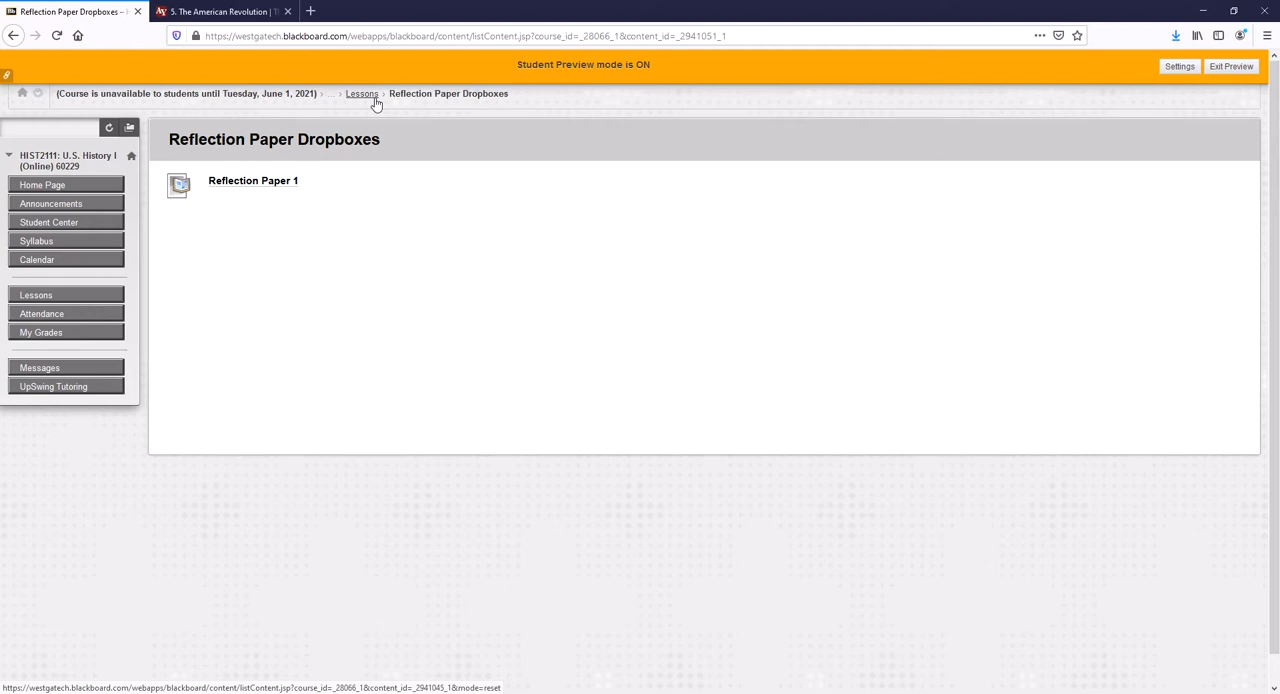 Reflection Paper Dropboxes –
5. The American Revolution | T
https://westgatech.blackboard.com/webapps/blackboard/content/listContent.jsp?course_id=_28066_1&content_id=_2941051_1
Student Preview mode is ON
Settings
Exit Preview
(Course is unavailable to students until Tuesday, June 1, 2021) › ... › Lessons › Reflection Paper Dropboxes
Reflection Paper Dropboxes
Reflection Paper 1
HIST2111: U.S. History I
(Online) 60229
Home Page
Announcements
Student Center
Syllabus
Calendar
Lessons
Attendance
My Grades
Messages
UpSwing Tutoring
https://westgatech.blackboard.com/webapps/blackboard/content/listContent.jsp?course_id=_28066_1&content_id=_2941045_1&mode=reset